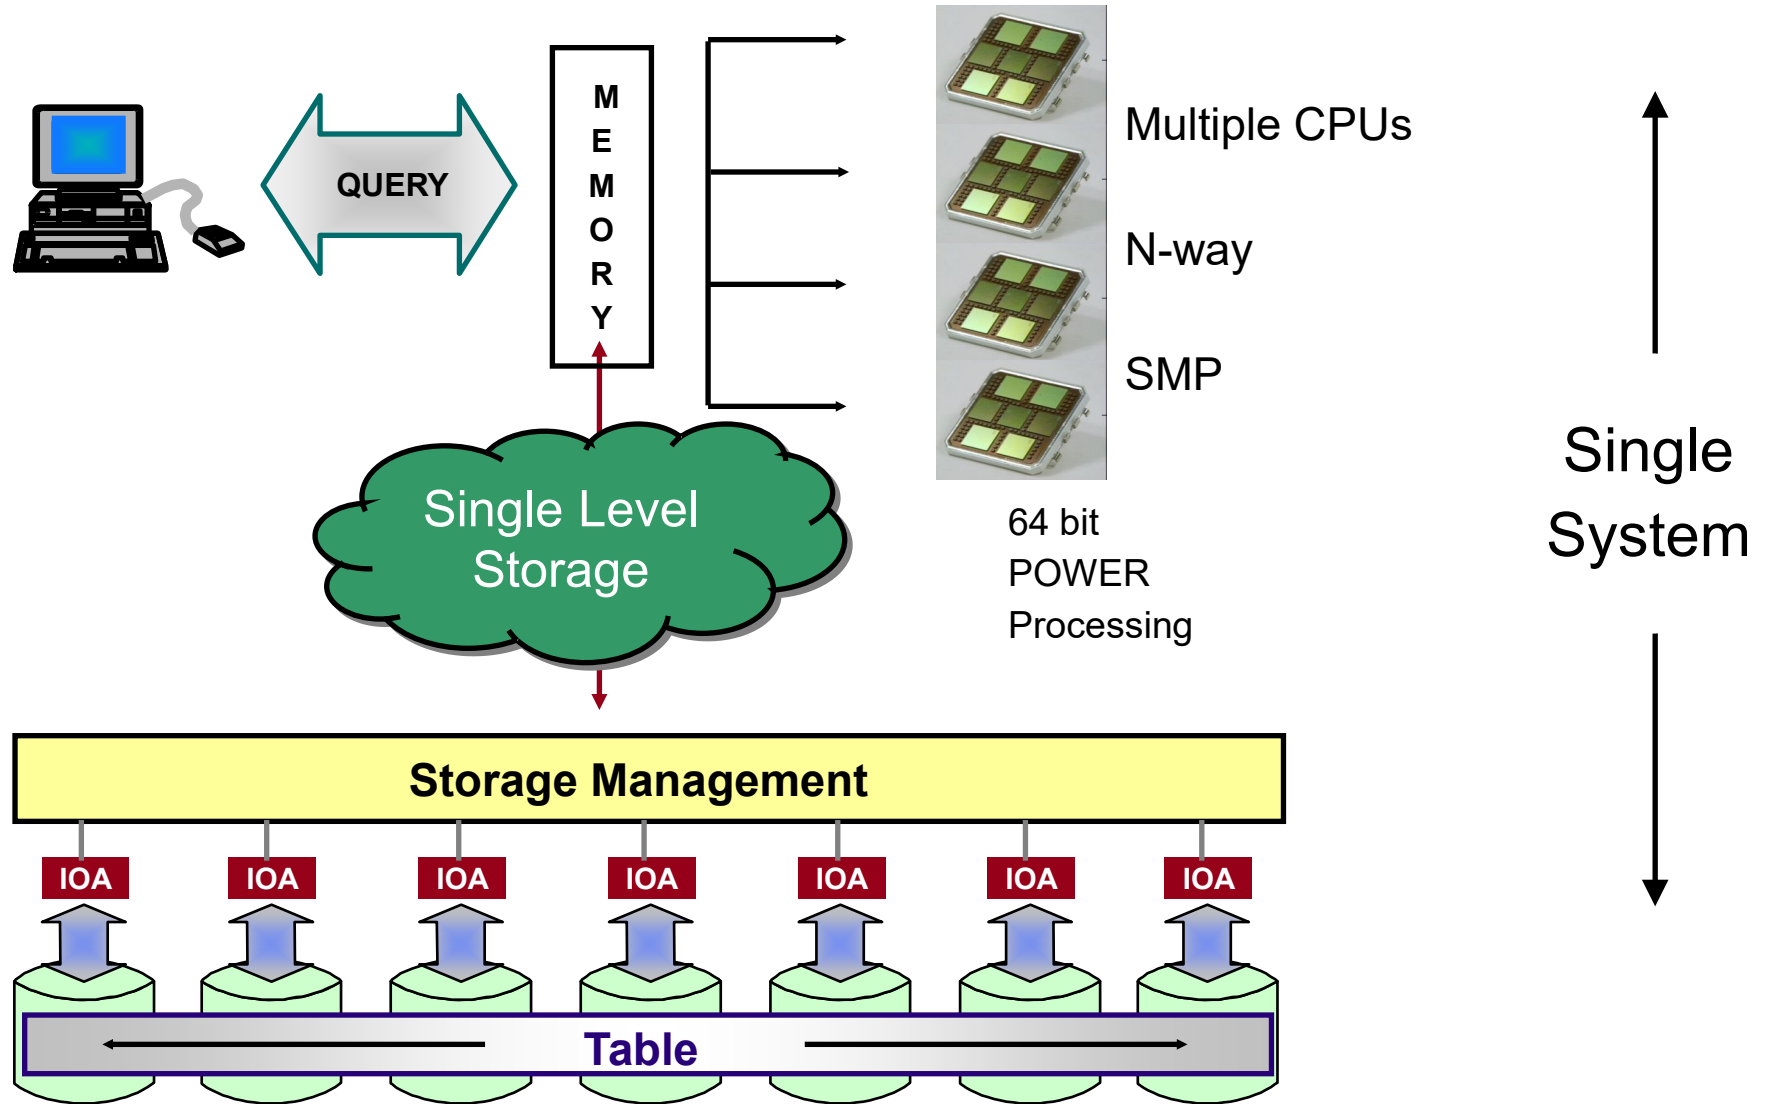 QUERY
M
E
M
O
R
Y
Multiple CPUs
N-way
SMP
64 bit
POWER
Processing
Single
System
Single Level
Storage
Storage Management
IOA IOA IOA IOA IOA IOA IOA
Table